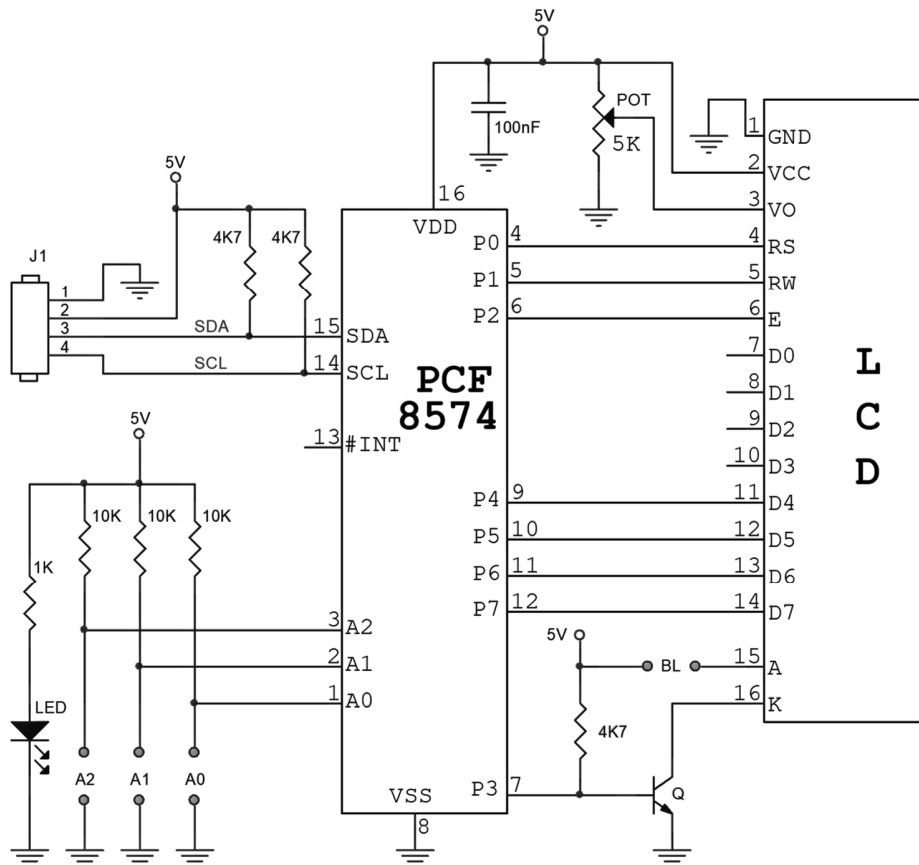 5V
100nF
POT
5K
1 GND
2 VCC
3 VO
4 RS
5 RW
6 E
7 D0
8 D1
9 D2
10 D3
11 D4
12 D5
13 D6
14 D7
15 A
16 K
L
C
D
5V
4K7 4K7
J1
1
2
3
4
SDA
SCL
16
VDD
15 SDA
14 SCL
13 #INT
3 A2
2 A1
1 A0
PCF
8574
P0 4
P1 5
P2 6
P4 9
P5 10
P6 11
P7 12
P3 7
VSS
8
5V
10K 10K 10K
1K
LED
A2 A1 A0
5V
BL
4K7
Q